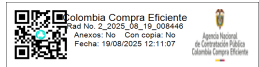 Colombia Compra Eficiente
Rad No. 2_2025_08_19_008446
Anexos: No Con copia: No
Fecha: 19/08/2025 12:11:07
Agencia Nacional
de Contratación Pública
Colombia Compra Eficiente